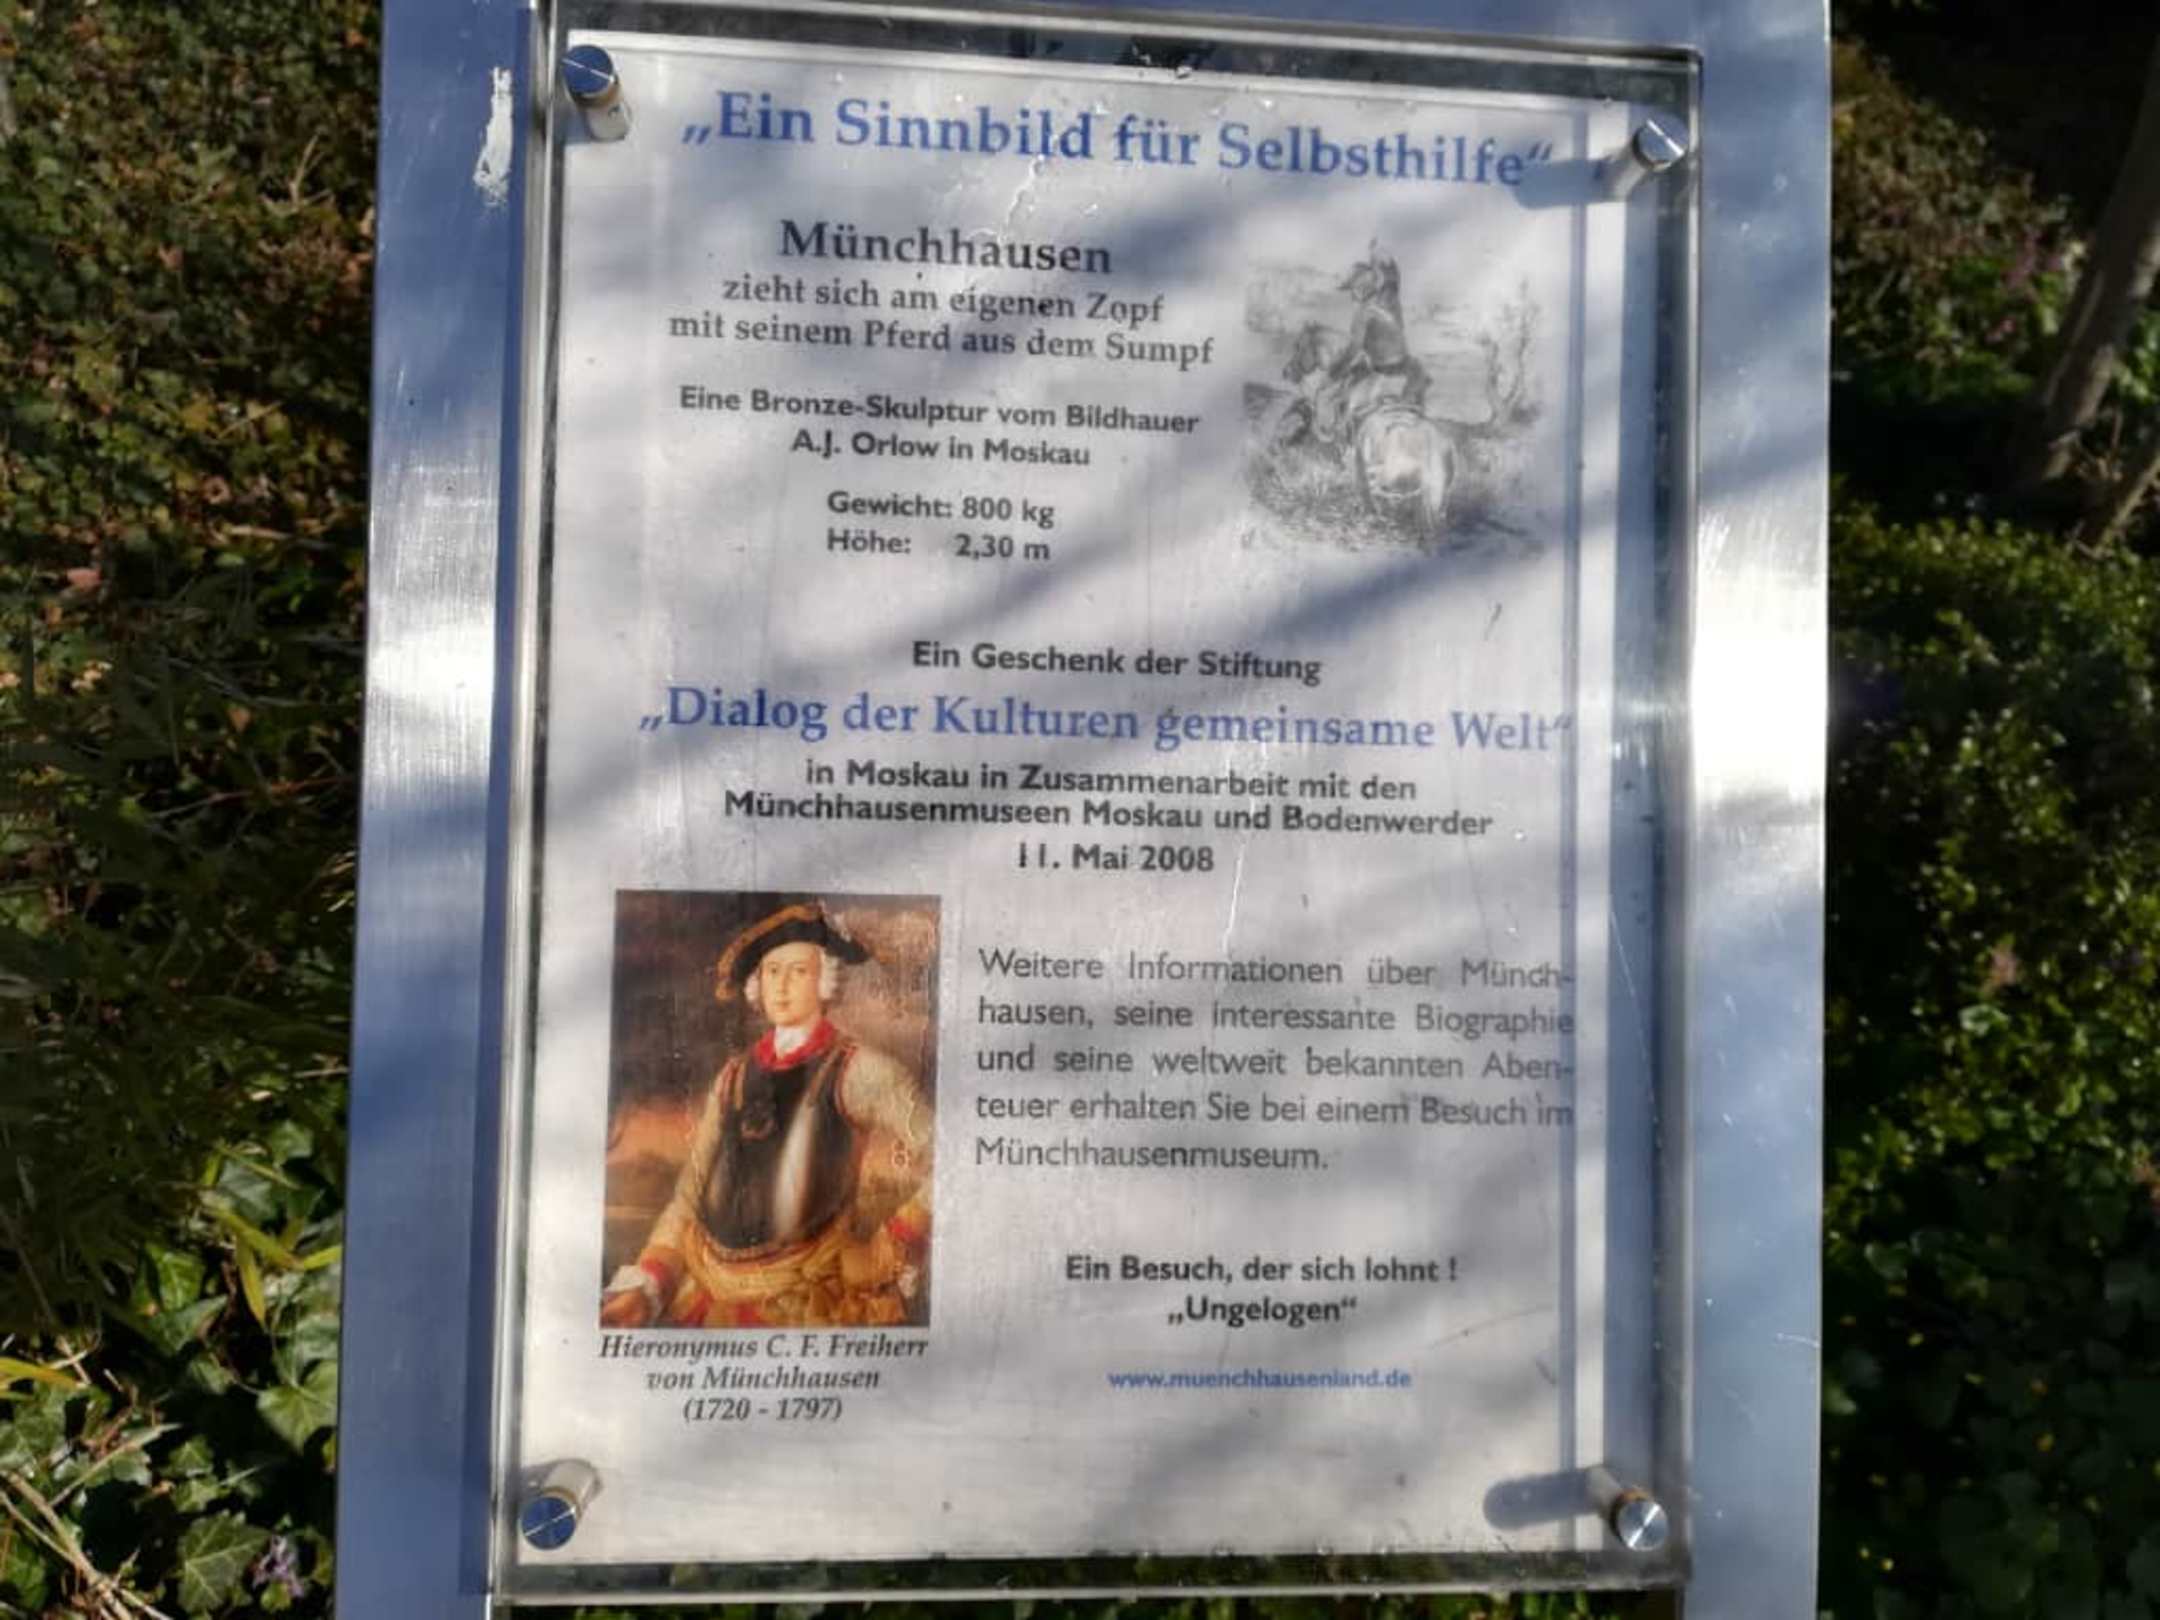 „Ein Sinnbild für Selbsthilfe“
Münchhausen
zieht sich am eigenen Zopf
mit seinem Pferd aus dem Sumpf
Eine Bronze-Skulptur vom Bildhauer
A.J. Orlow in Moskau
Gewicht: 800 kg
Höhe: 2,30 m
Ein Geschenk der Stiftung
„Dialog der Kulturen gemeinsame Welt“
in Moskau in Zusammenarbeit mit den
Münchhausenmuseen Moskau und Bodenwerder
11. Mai 2008
Weitere Informationen über Münch-
hausen, seine interessante Biographie
und seine weltweit bekannten Aben-
teuer erhalten Sie bei einem Besuch im
Münchhausenmuseum.
Ein Besuch, der sich lohnt !
„Ungelogen“
www.muenchhausenland.de
Hieronymus C. F. Freiherr
von Münchhausen
(1720 - 1797)